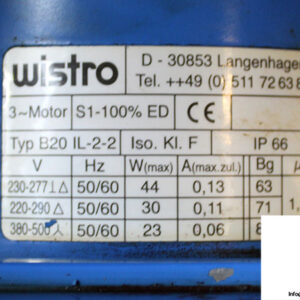 wistro
D - 30853 Langenhage
Tel. ++49 (0) 511 72 63 8
3~Motor S1-100% ED CE
Typ B20 IL-2-2 Iso. Kl. F IP 66
V Hz W(max) A(max.zul.) Bg µ
230-277⊥△ 50/60 44 0,13 63
220-290△ 50/60 30 0,11 71 1,
380-500⅄ 50/60 23 0,06